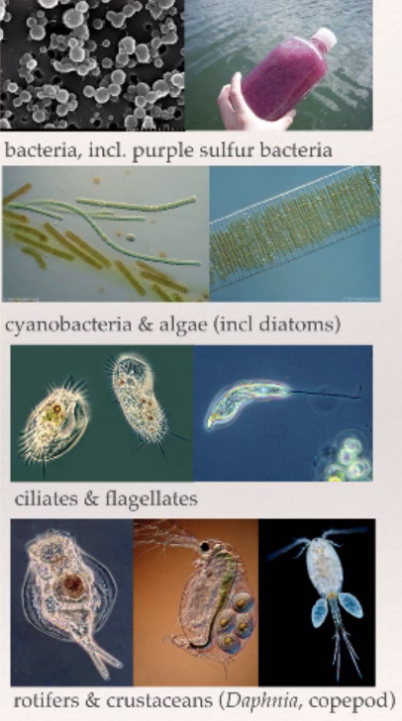 bacteria, incl. purple sulfur bacteria
cyanobacteria & algae (incl diatoms)
ciliates & flagellates
rotifers & crustaceans (Daphnia, copepod)